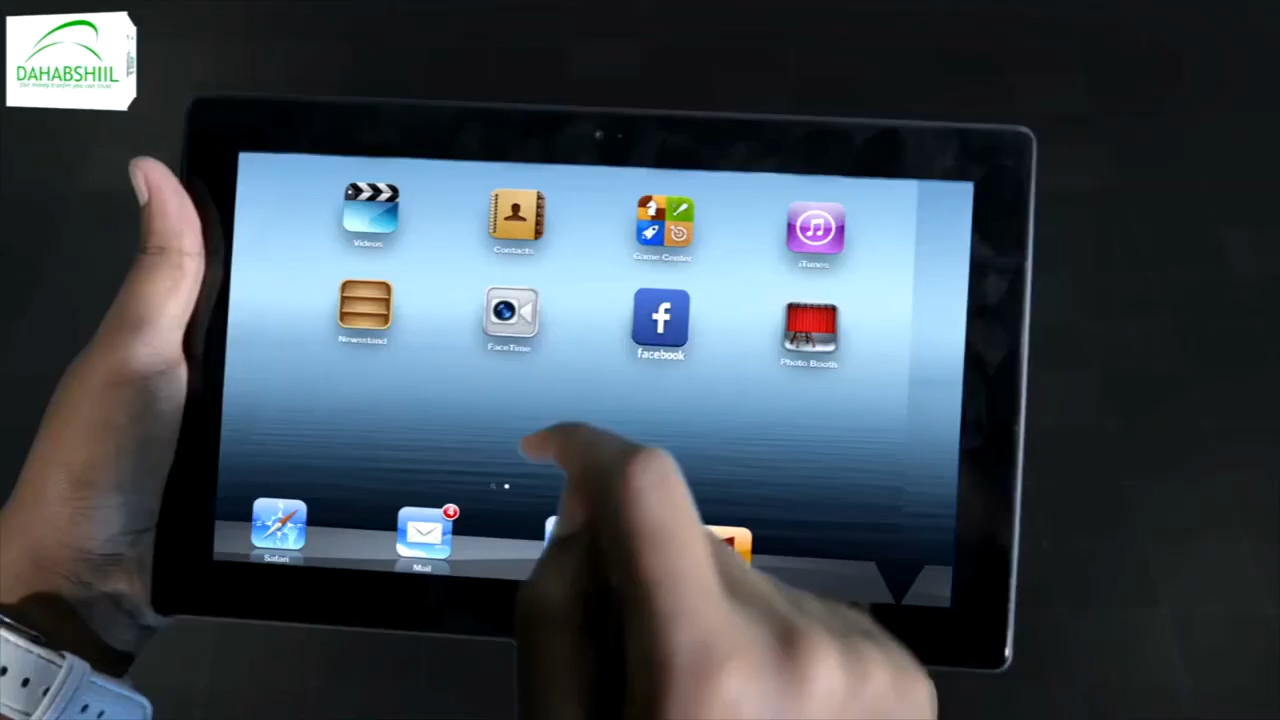 DAHABSHIIL
Videos
Contacts
Game Center
iTunes
Newsstand
FaceTime
facebook
Photo Booth
4
Safari
Mail